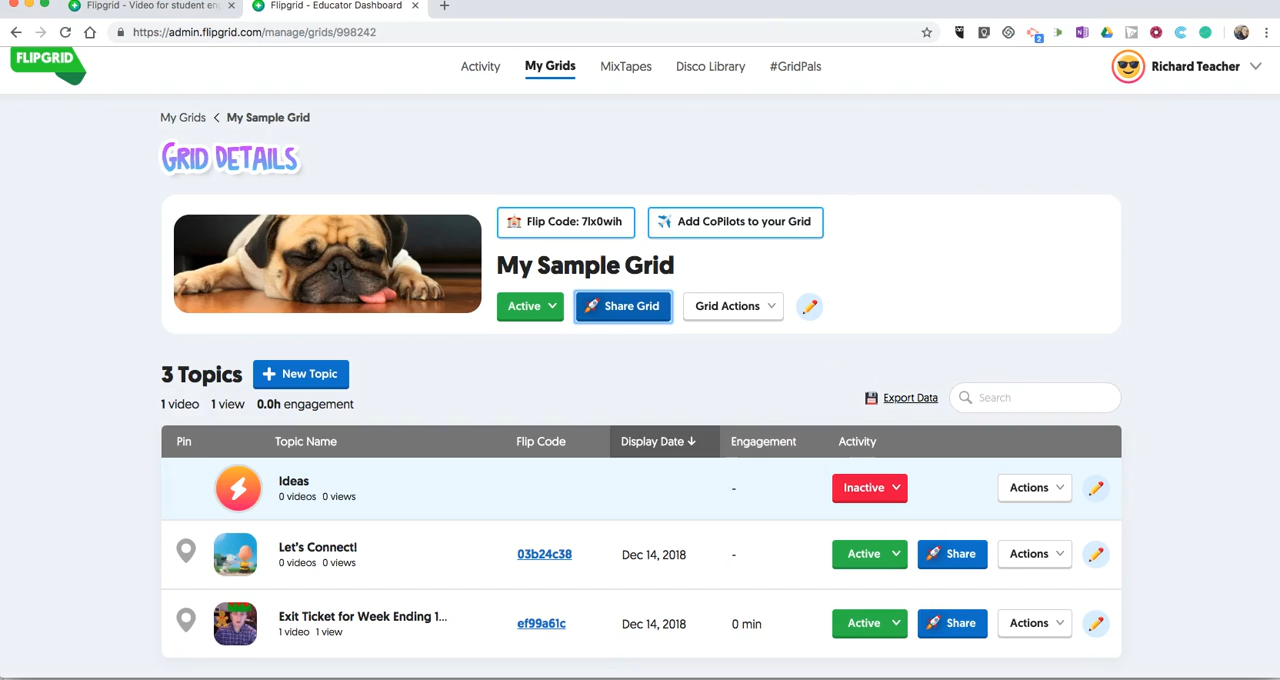 Flipgrid - Video for student en
Flipgrid - Educator Dashboard
https://admin.flipgrid.com/manage/grids/998242
2
FLIPGRID
Activity
My Grids
MixTapes
Disco Library
#GridPals
Richard Teacher
My Grids < My Sample Grid
GRID DETAILS
Flip Code: 7lx0wih
Add CoPilots to your Grid
My Sample Grid
Active
Share Grid
Grid Actions
3 Topics
+ New Topic
1 video 1 view 0.0h engagement
Export Data
Search
Pin Topic Name Flip Code Display Date ↓ Engagement Activity
Ideas
0 videos 0 views
-
Inactive
Actions
Let's Connect!
0 videos 0 views
03b24c38
Dec 14, 2018
-
Active
Share
Actions
Exit Ticket for Week Ending 1...
1 video 1 view
ef99a61c
Dec 14, 2018
0 min
Active
Share
Actions